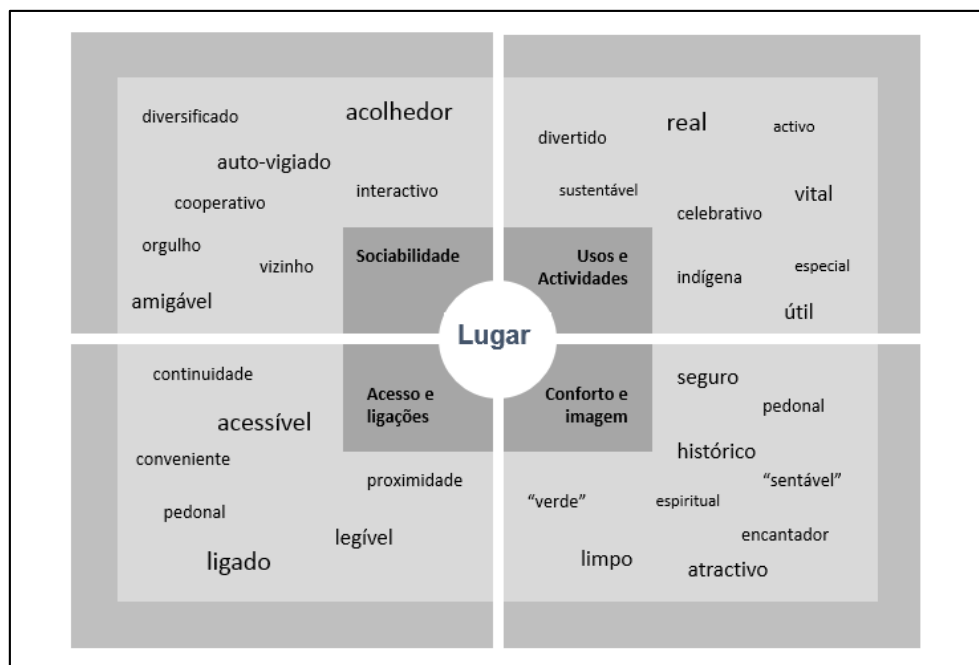 diversificado
acolhedor
auto-vigiado
cooperativo
interactivo
orgulho
vizinho
amigável
Sociabilidade
divertido
real
activo
sustentável
vital
celebrativo
indígena
especial
útil
Usos e
Actividades
Lugar
continuidade
acessível
conveniente
proximidade
pedonal
legível
ligado
Acesso e
ligações
Conforto e
imagem
seguro
pedonal
histórico
"sentável"
"verde"
espiritual
encantador
limpo
atractivo